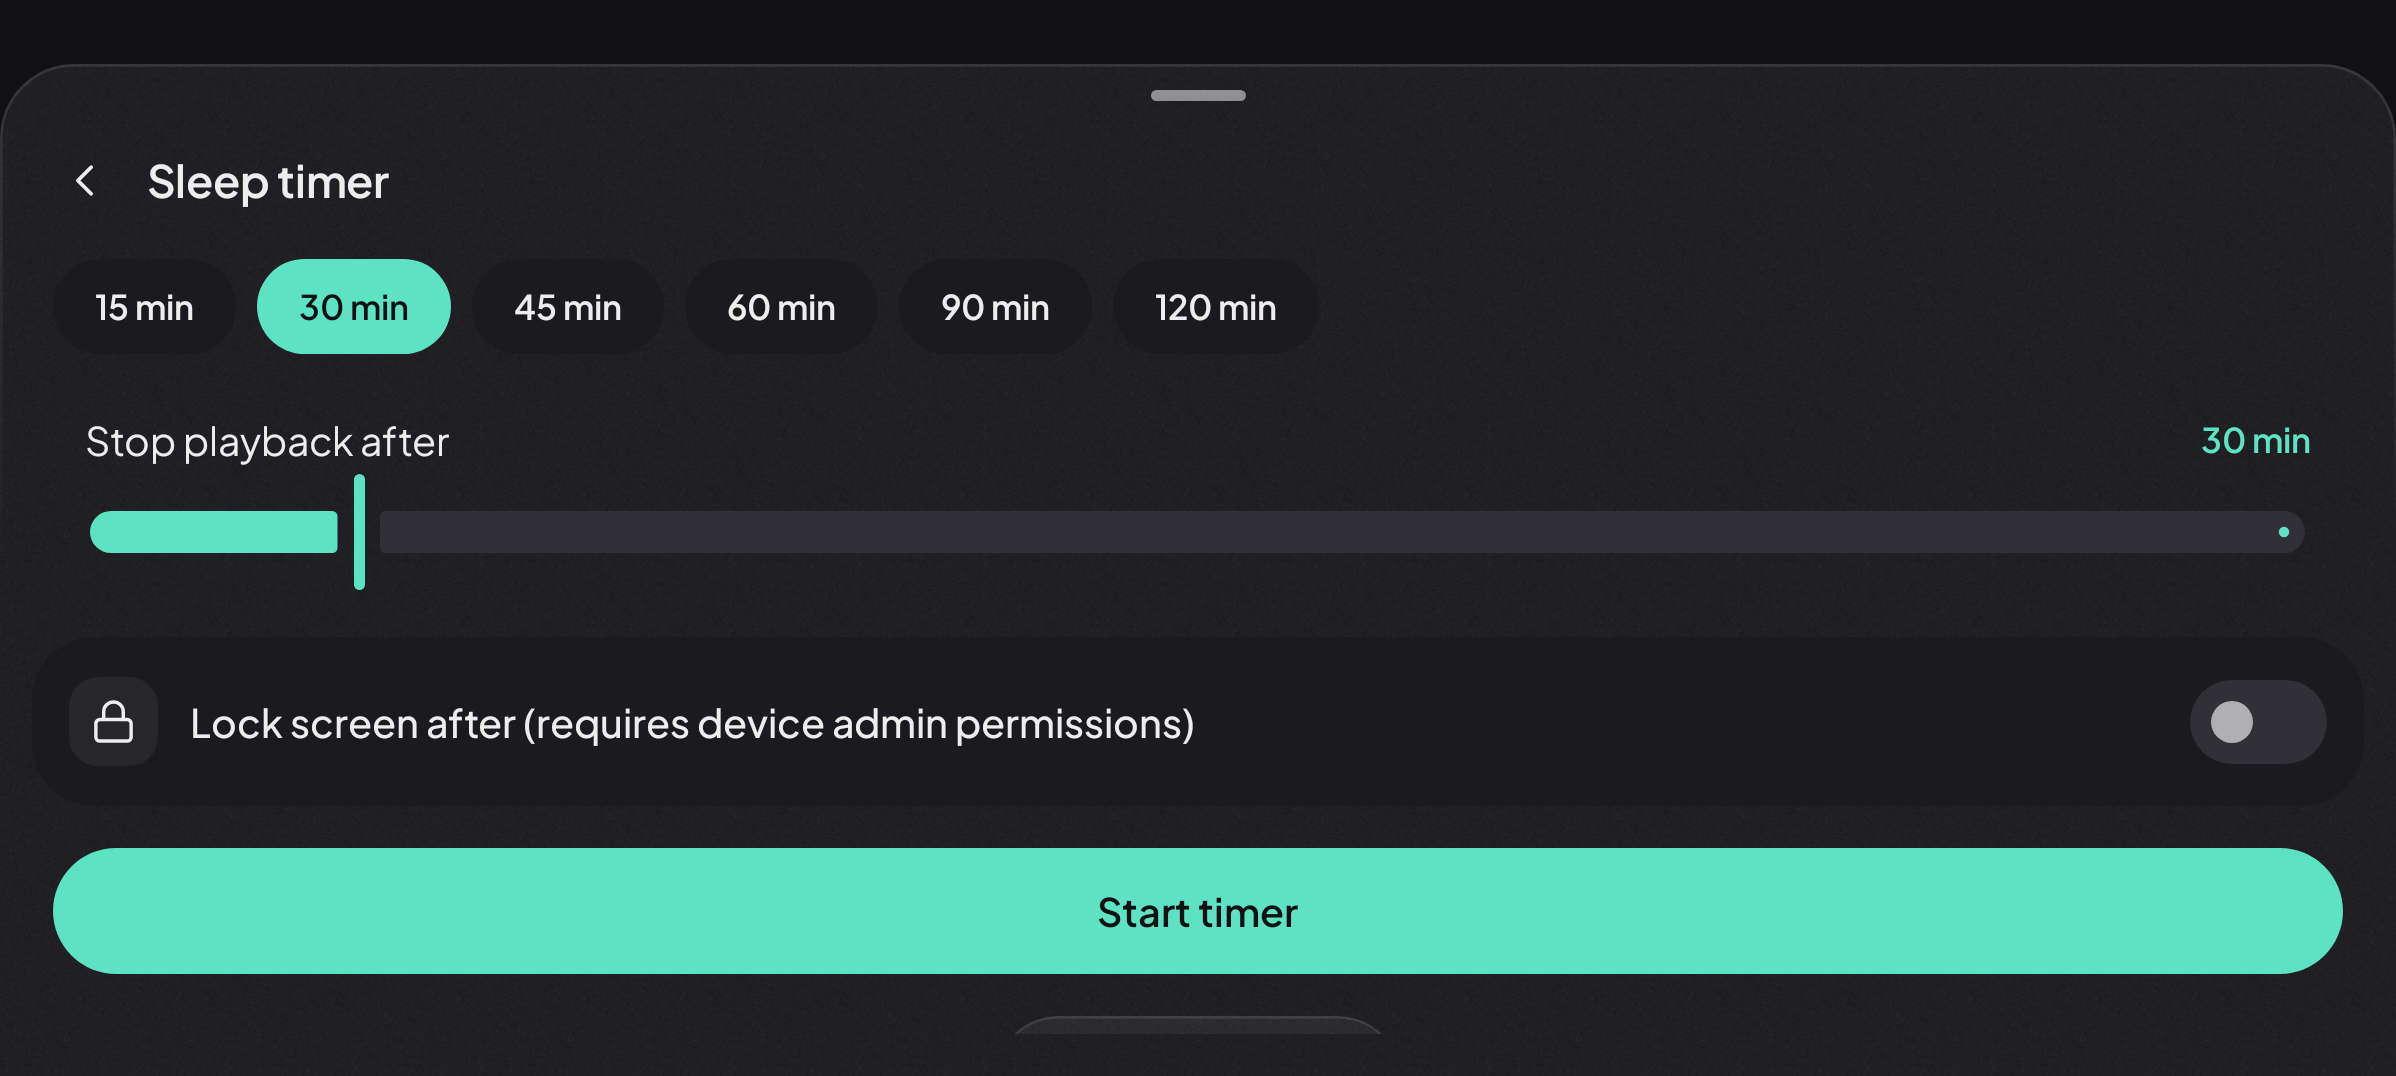 Sleep timer
15 min 30 min 45 min 60 min 90 min 120 min
Stop playback after 30 min
Lock screen after (requires device admin permissions)
Start timer